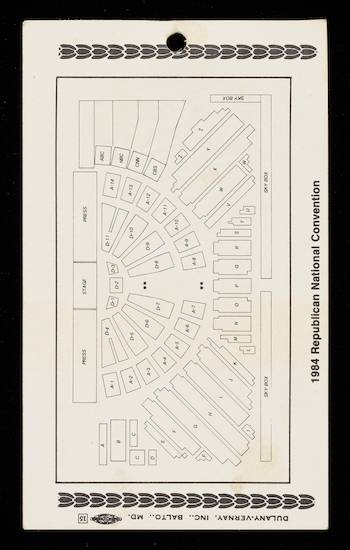 SKY BOX
SKY BOX
SKY BOX
ABC
NBC
CNN
CBS
A-14
A-13
A-12
A-11
A-10
A-9
A-8
PRESS
STAGE
PRESS
D-11
D-10
D-9
D-8
D-3
D-2
D-1
D-7
D-6
D-5
D-4
A-7
A-6
A-5
A-4
A-3
A-2
A-1
Z
Y
X
W
V
U
T
S
R
Q
P
O
N
M
L
K
J
I
H
G
F
E
A
B
C
C
D
1984 Republican National Convention
DULANY-VERNAY, INC., BALTO., MD.
15